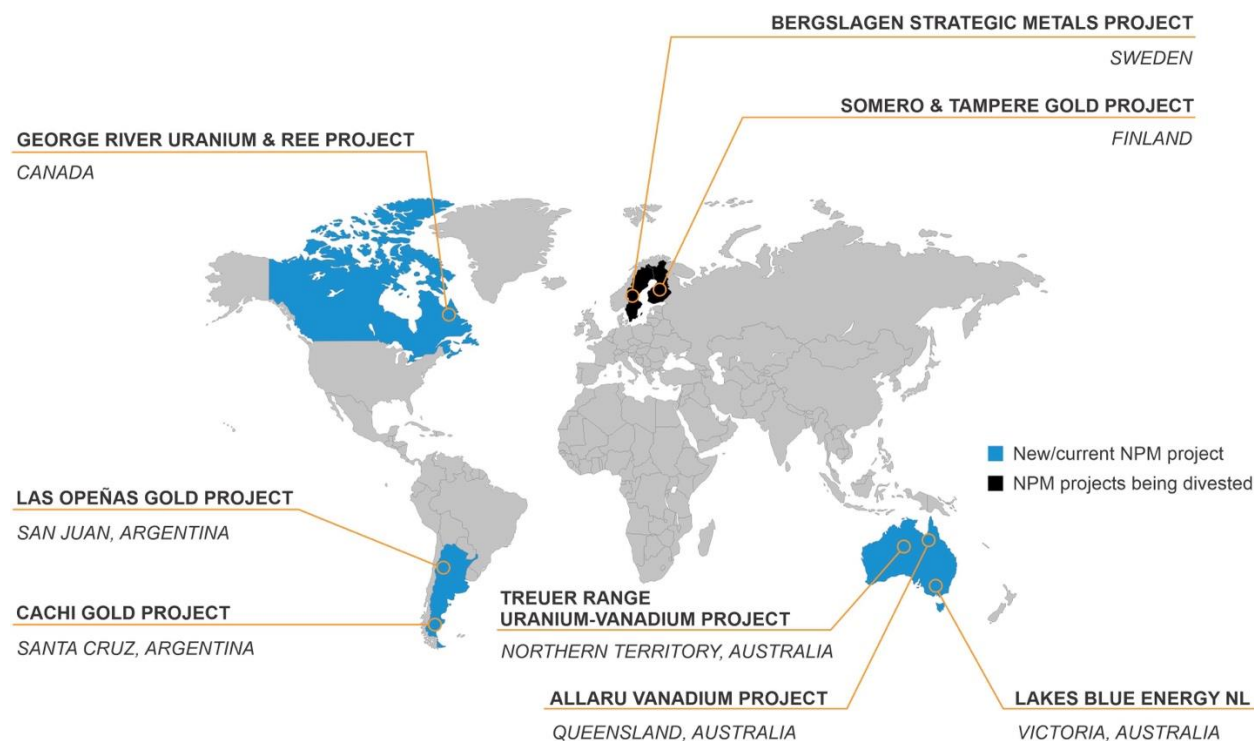 BERGSLAGEN STRATEGIC METALS PROJECT
SWEDEN
SOMERO & TAMPERE GOLD PROJECT
FINLAND
GEORGE RIVER URANIUM & REE PROJECT
CANADA
New/current NPM project
NPM projects being divested
LAS OPEÑAS GOLD PROJECT
SAN JUAN, ARGENTINA
CACHI GOLD PROJECT
SANTA CRUZ, ARGENTINA
TREUER RANGE
URANIUM-VANADIUM PROJECT
NORTHERN TERRITORY, AUSTRALIA
ALLARU VANADIUM PROJECT
QUEENSLAND, AUSTRALIA
LAKES BLUE ENERGY NL
VICTORIA, AUSTRALIA